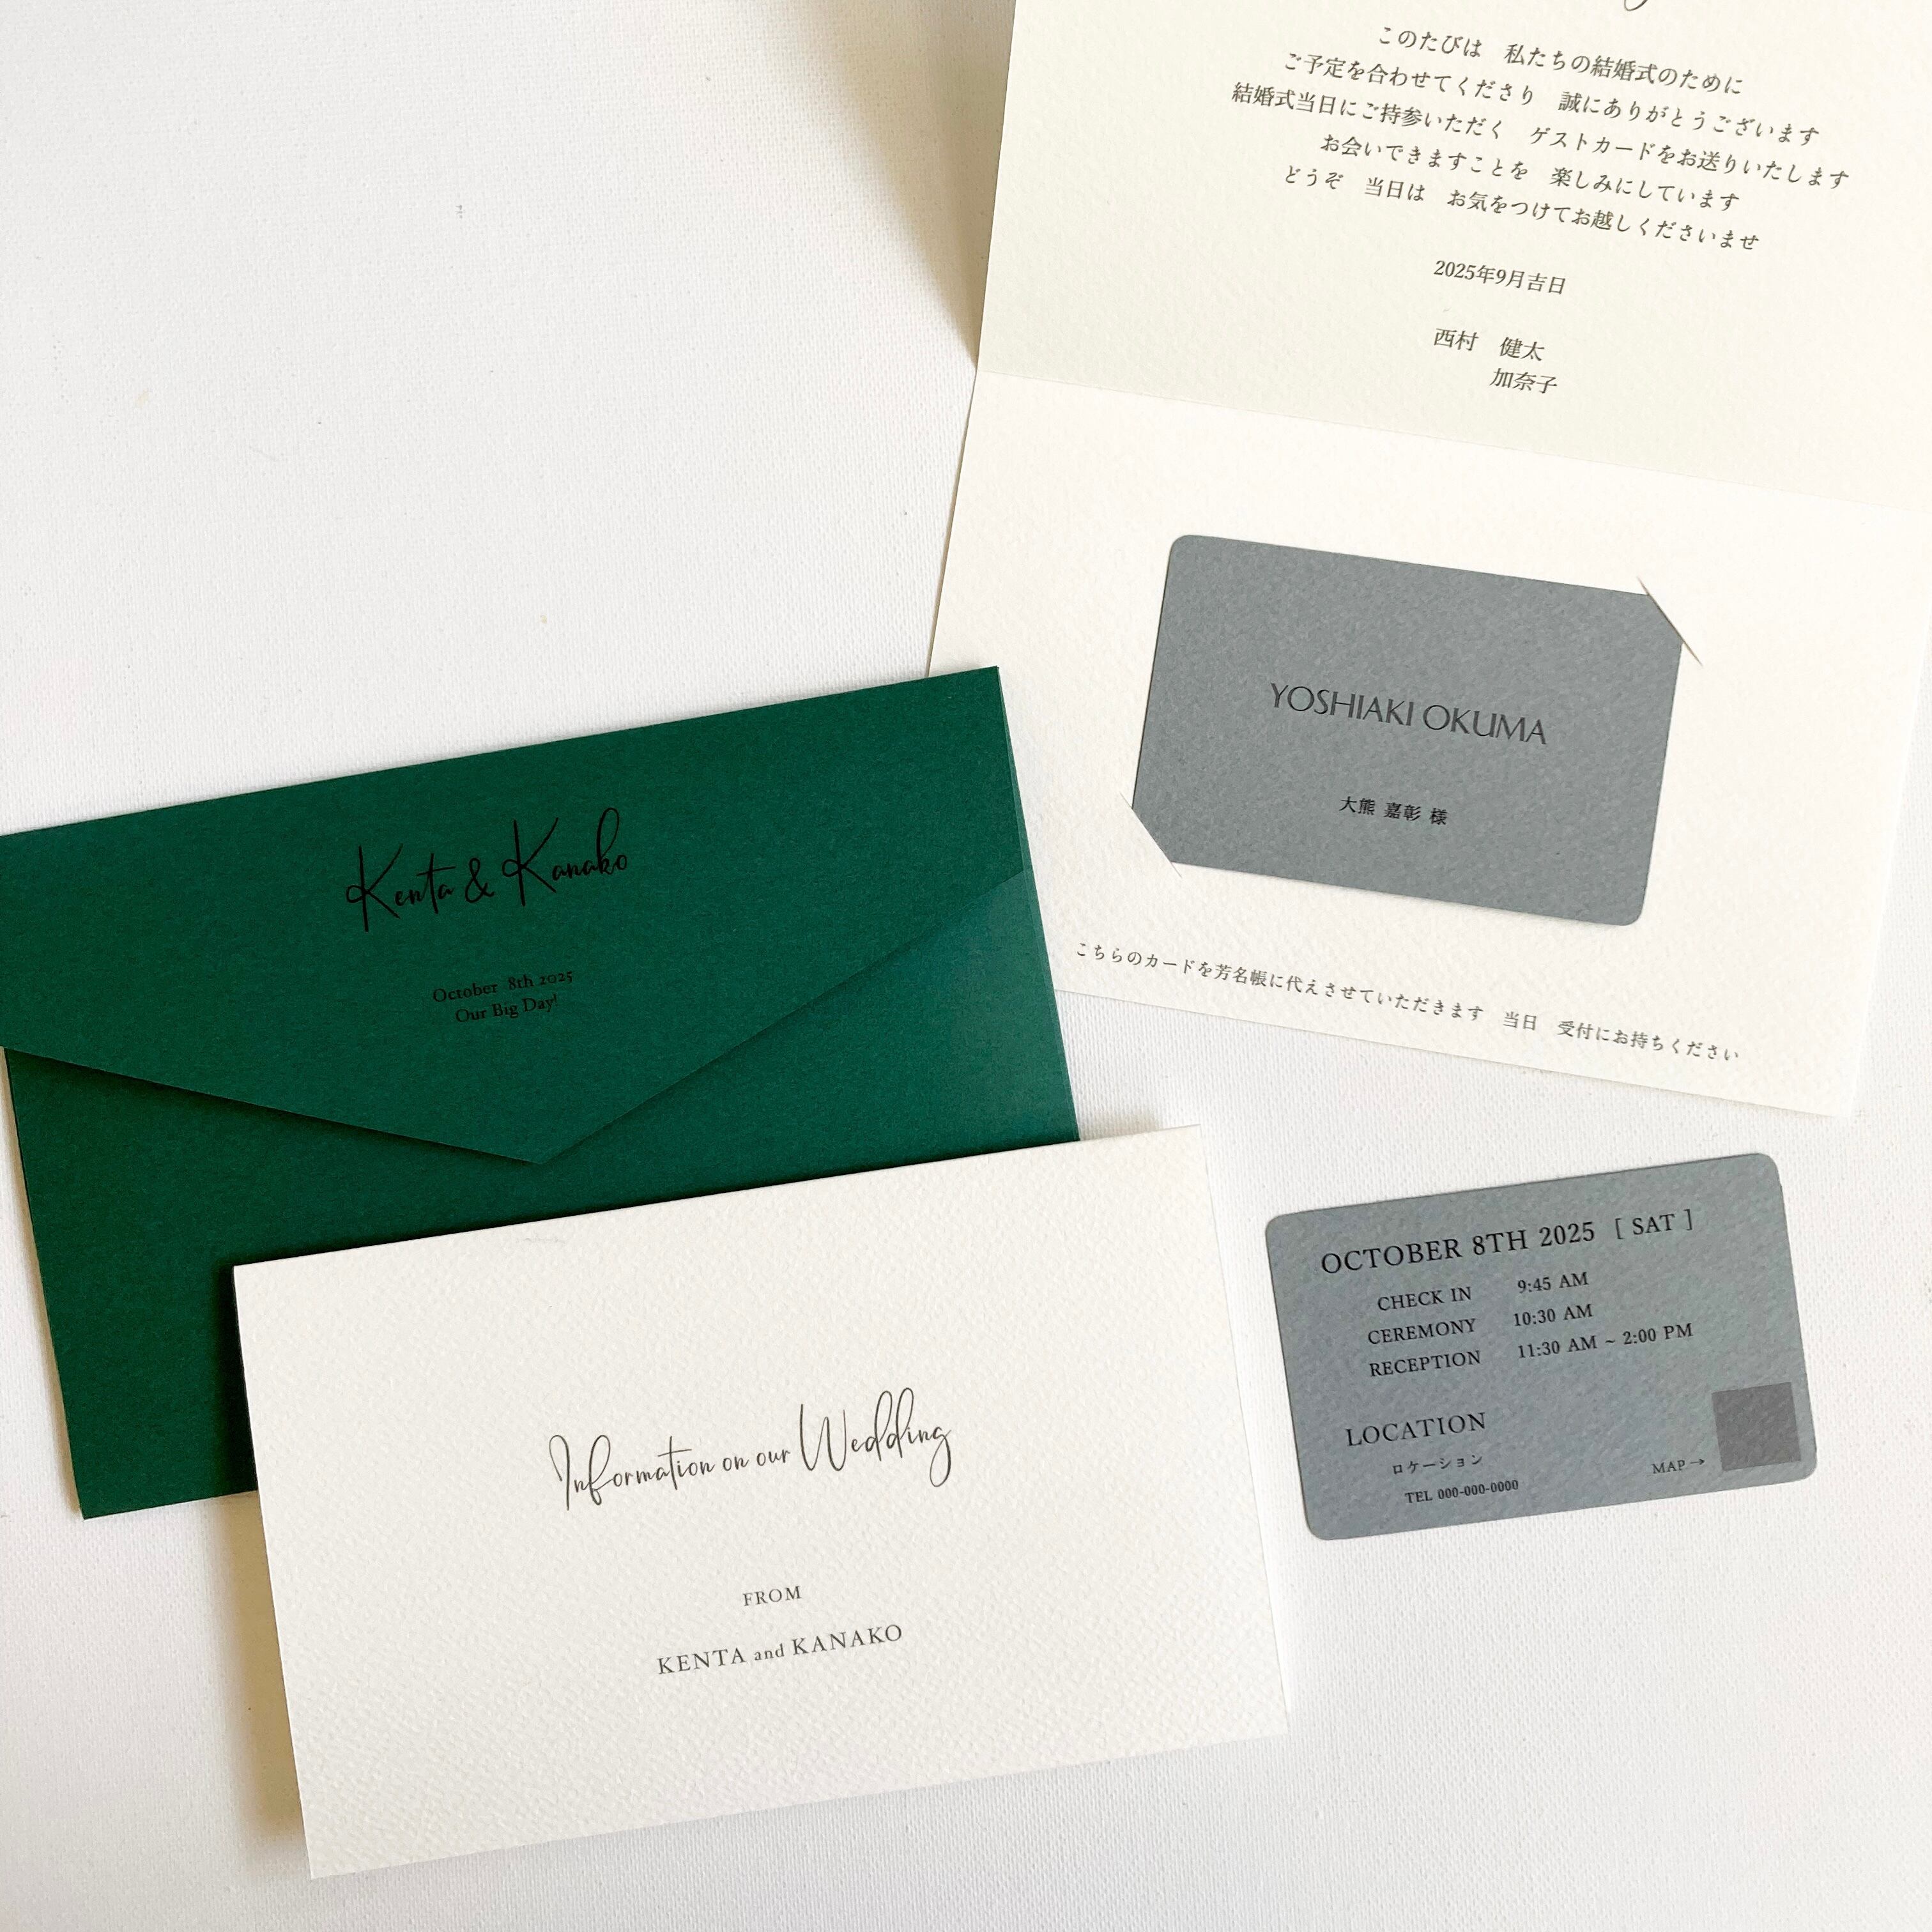 このたびは　私たちの結婚式のために
ご予定を合わせてくださり　誠にありがとうございます
結婚式当日にご持参いただく　ゲストカードをお送りいたします
お会いできますことを　楽しみにしています
どうぞ　当日は　お気をつけてお越しくださいませ
2025年9月吉日
西村　健太
加奈子
YOSHIAKI OKUMA
大熊 嘉彰 様
こちらのカードを芳名帳に代えさせていただきます　当日　受付にお持ちください
Kenta & Kanako
October 8th 2025
Our Big Day!
Information on our Wedding
FROM
KENTA and KANAKO
OCTOBER 8TH 2025 [ SAT ]
CHECK IN 9:45 AM
CEREMONY 10:30 AM
RECEPTION 11:30 AM ~ 2:00 PM
LOCATION
ロケーション
TEL 000-000-0000
MAP→